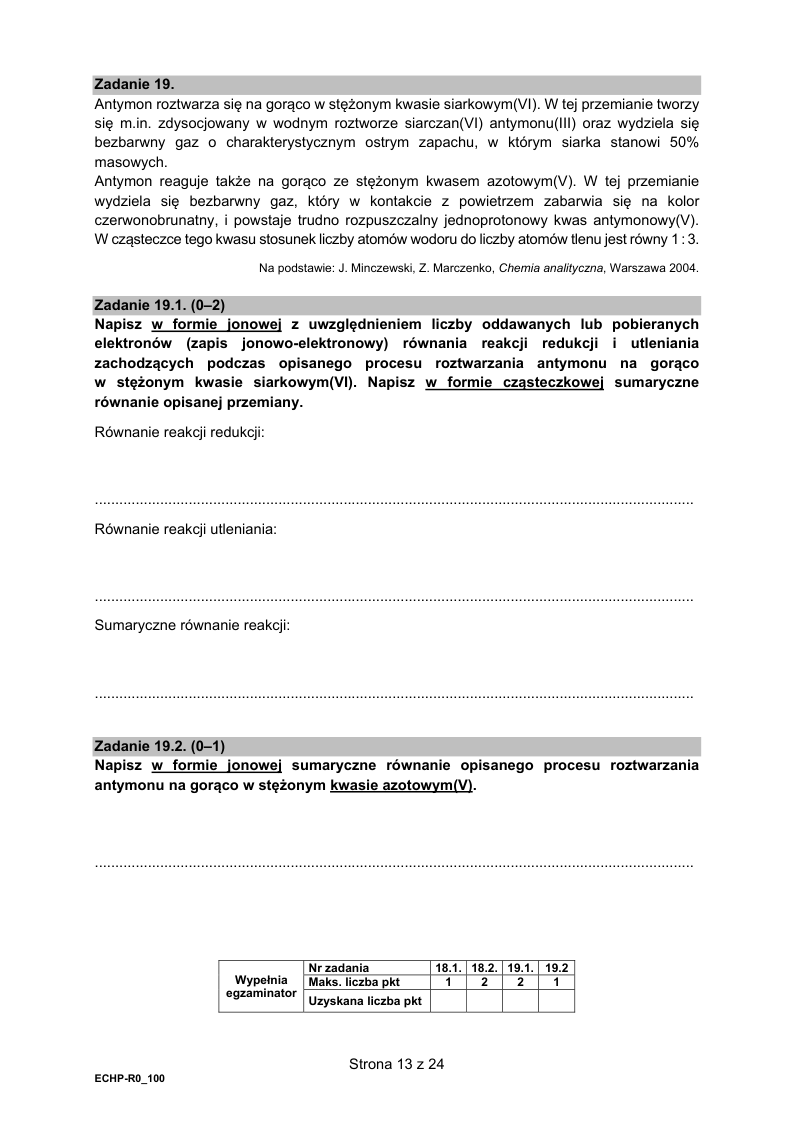 Zadanie 19.
Antymon roztwarza się na gorąco w stężonym kwasie siarkowym(VI). W tej przemianie tworzy
się m.in. zdysocjowany w wodnym roztworze siarczan(VI) antymonu(III) oraz wydziela się
bezbarwny gaz o charakterystycznym ostrym zapachu, w którym siarka stanowi 50%
masowych.
Antymon reaguje także na gorąco ze stężonym kwasem azotowym(V). W tej przemianie
wydziela się bezbarwny gaz, który w kontakcie z powietrzem zabarwia się na kolor
czerwonobrunatny, i powstaje trudno rozpuszczalny jednoprotonowy kwas antymonowy(V).
W cząsteczce tego kwasu stosunek liczby atomów wodoru do liczby atomów tlenu jest równy 1 : 3.
Na podstawie: J. Minczewski, Z. Marczenko, Chemia analityczna, Warszawa 2004.
Zadanie 19.1. (0–2)
Napisz w formie jonowej z uwzględnieniem liczby oddawanych lub pobieranych
elektronów (zapis jonowo-elektronowy) równania reakcji redukcji i utleniania
zachodzących podczas opisanego procesu roztwarzania antymonu na gorąco
w stężonym kwasie siarkowym(VI). Napisz w formie cząsteczkowej sumaryczne
równanie opisanej przemiany.
Równanie reakcji redukcji:
..................................................................................................................................................
Równanie reakcji utleniania:
..................................................................................................................................................
Sumaryczne równanie reakcji:
..................................................................................................................................................
Zadanie 19.2. (0–1)
Napisz w formie jonowej sumaryczne równanie opisanego procesu roztwarzania
antymonu na gorąco w stężonym kwasie azotowym(V).
..................................................................................................................................................
Wypełnia egzaminator
Nr zadania 18.1. 18.2. 19.1. 19.2
Maks. liczba pkt 1 2 2 1
Uzyskana liczba pkt
Strona 13 z 24
ECHP-R0_100